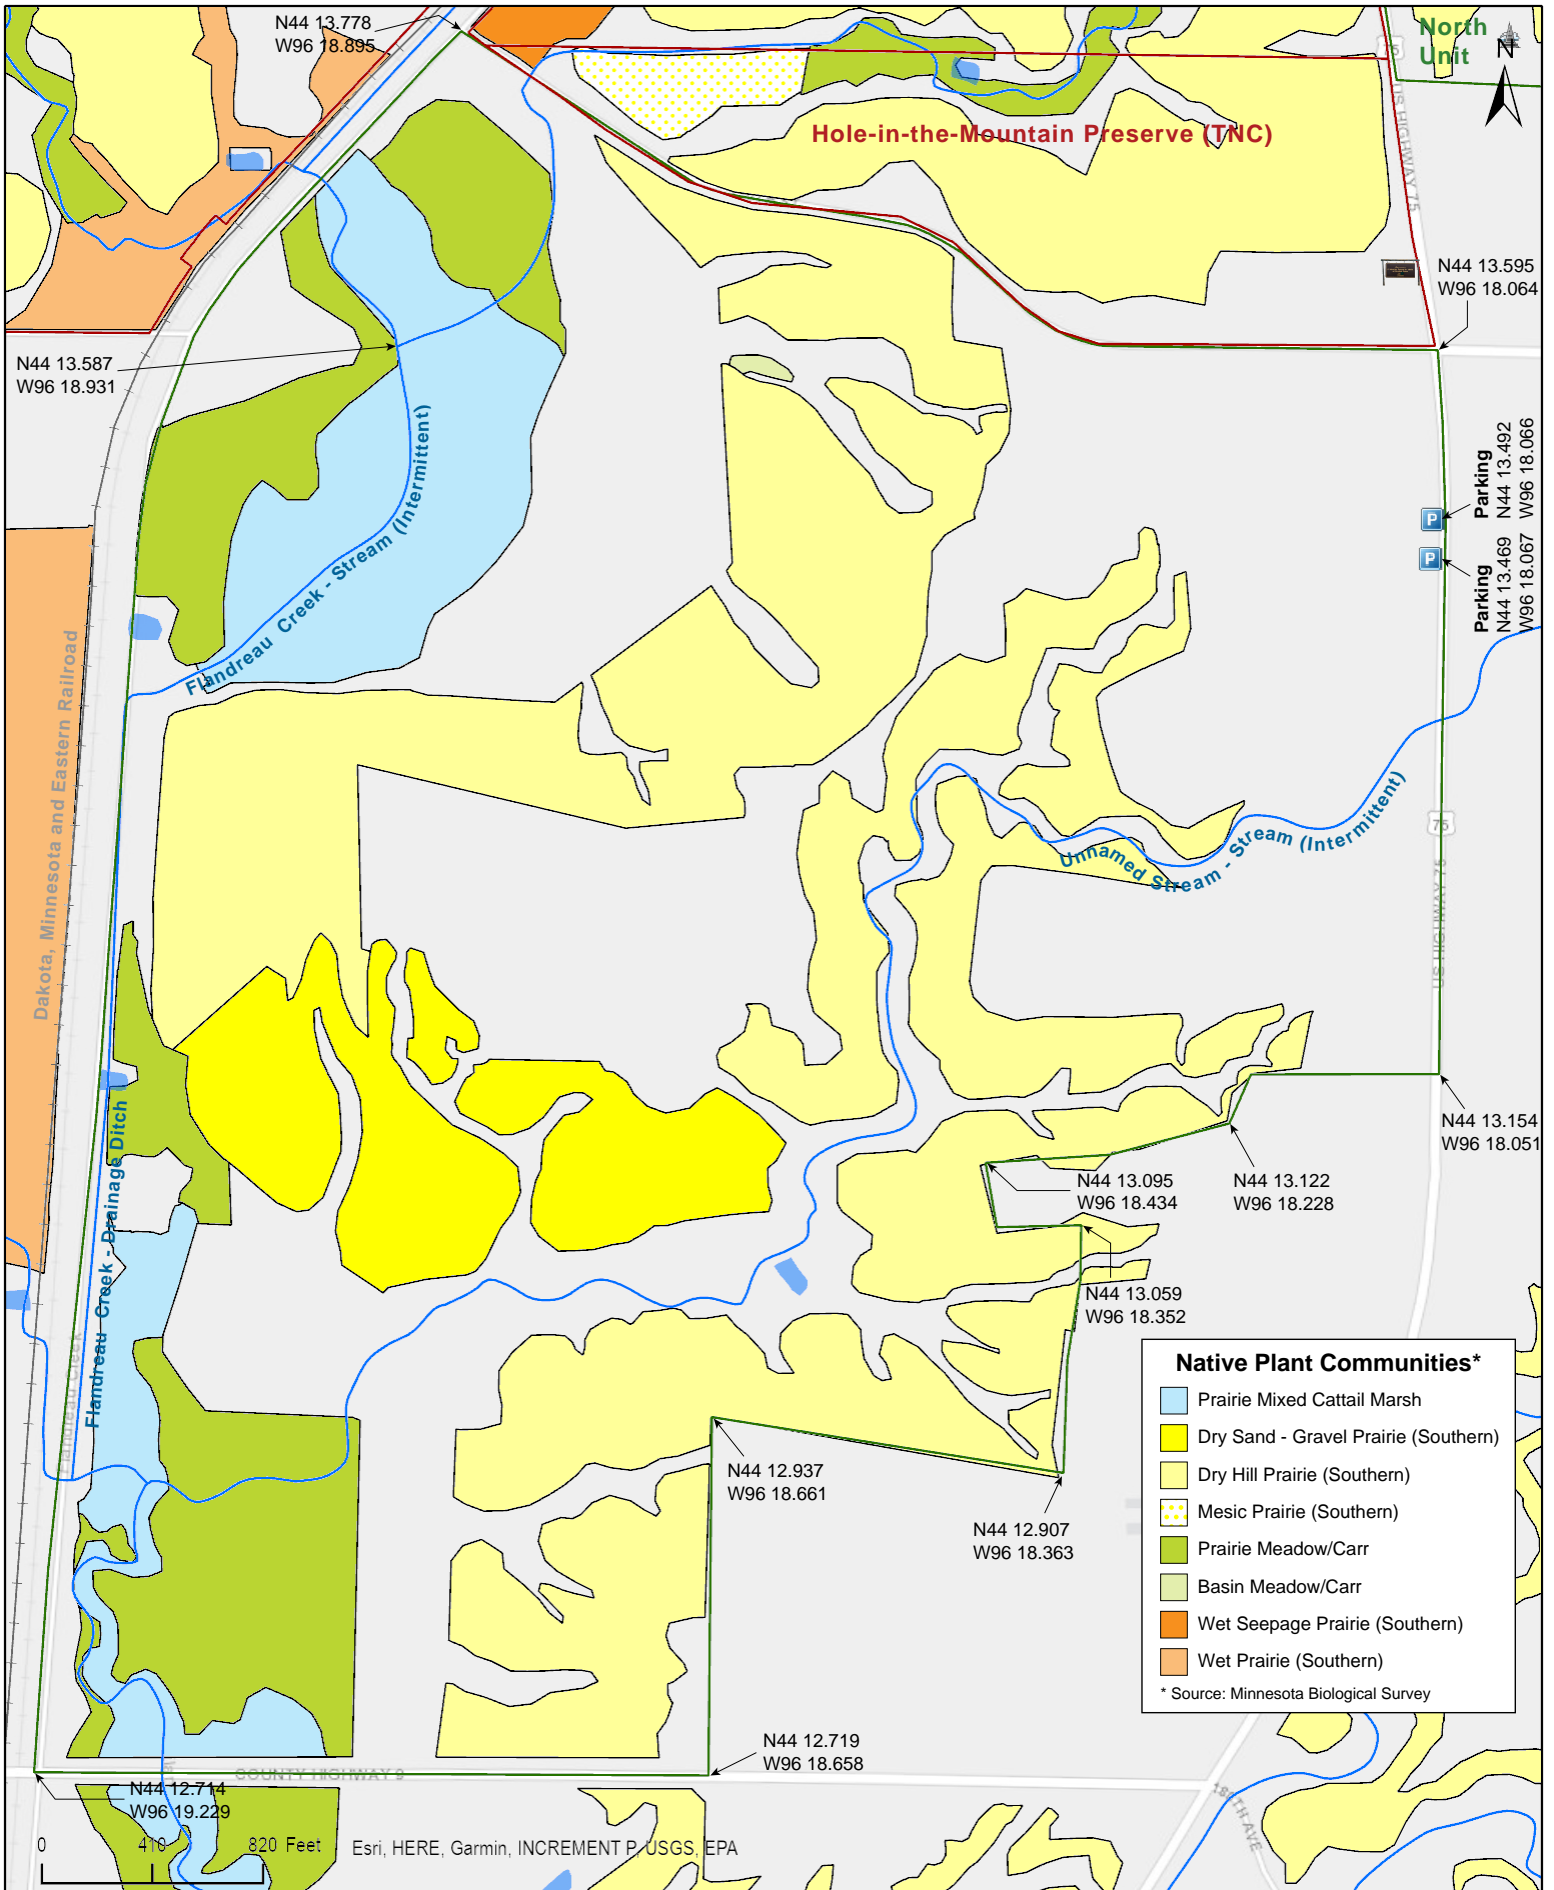 N44 13.778
W96 18.895
North
Unit
N
75
US HIGHWAY 75
Hole-in-the-Mountain Preserve (TNC)
N44 13.595
W96 18.064
N44 13.587
W96 18.931
Flandreau Creek - Stream (Intermittent)
Parking
N44 13.492
W96 18.066
P
P
Parking
N44 13.469
W96 18.067
Dakota, Minnesota and Eastern Railroad
Unnamed Stream - Stream (Intermittent)
75
US HIGHWAY 75
Flandreau Creek - Drainage Ditch
Flandreau Creek
N44 13.154
W96 18.051
N44 13.095
W96 18.434
N44 13.122
W96 18.228
N44 13.059
W96 18.352
N44 12.937
W96 18.661
N44 12.907
W96 18.363
Native Plant Communities*
Prairie Mixed Cattail Marsh
Dry Sand - Gravel Prairie (Southern)
Dry Hill Prairie (Southern)
Mesic Prairie (Southern)
Prairie Meadow/Carr
Basin Meadow/Carr
Wet Seepage Prairie (Southern)
Wet Prairie (Southern)
* Source: Minnesota Biological Survey
N44 12.719
W96 18.658
COUNTY HIGHWAY 9
N44 12.714
W96 19.229
180TH AVE
0 410 820 Feet
Esri, HERE, Garmin, INCREMENT P, USGS, EPA